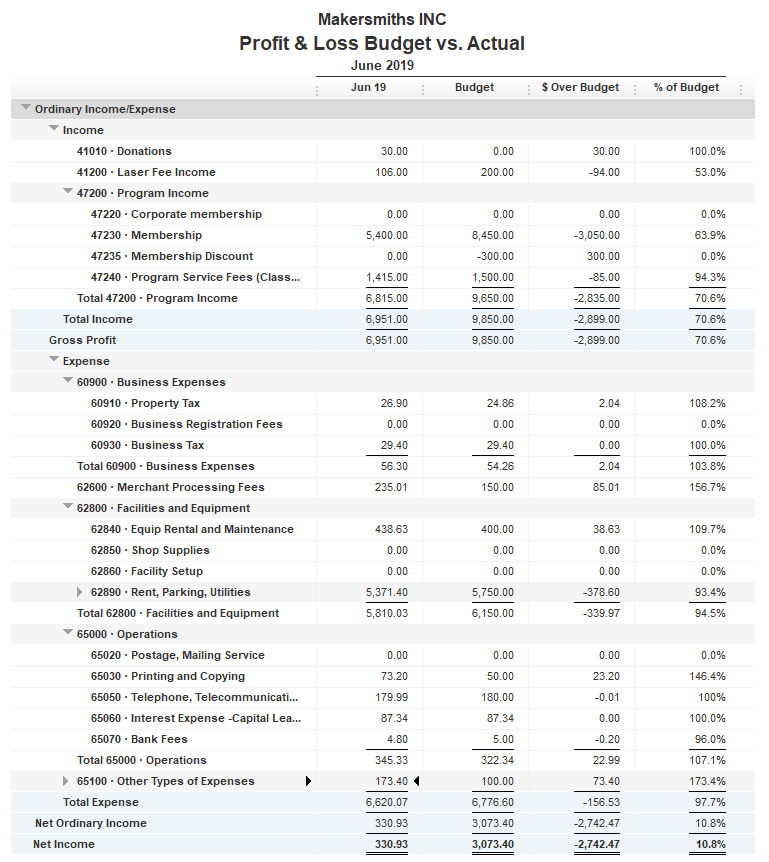 Makersmiths INC
Profit & Loss Budget vs. Actual
June 2019
Jun 19 Budget $ Over Budget % of Budget
Ordinary Income/Expense
Income
41010 · Donations 30.00 0.00 30.00 100.0%
41200 · Laser Fee Income 106.00 200.00 -94.00 53.0%
47200 · Program Income
47220 · Corporate membership 0.00 0.00 0.00 0.0%
47230 · Membership 5,400.00 8,450.00 -3,050.00 63.9%
47235 · Membership Discount 0.00 -300.00 300.00 0.0%
47240 · Program Service Fees (Class... 1,415.00 1,500.00 -85.00 94.3%
Total 47200 · Program Income 6,815.00 9,650.00 -2,835.00 70.6%
Total Income 6,951.00 9,850.00 -2,899.00 70.6%
Gross Profit 6,951.00 9,850.00 -2,899.00 70.6%
Expense
60900 · Business Expenses
60910 · Property Tax 26.90 24.86 2.04 108.2%
60920 · Business Registration Fees 0.00 0.00 0.00 0.0%
60930 · Business Tax 29.40 29.40 0.00 100.0%
Total 60900 · Business Expenses 56.30 54.26 2.04 103.8%
62600 · Merchant Processing Fees 235.01 150.00 85.01 156.7%
62800 · Facilities and Equipment
62840 · Equip Rental and Maintenance 438.63 400.00 38.63 109.7%
62850 · Shop Supplies 0.00 0.00 0.00 0.0%
62860 · Facility Setup 0.00 0.00 0.00 0.0%
62890 · Rent, Parking, Utilities 5,371.40 5,750.00 -378.60 93.4%
Total 62800 · Facilities and Equipment 5,810.03 6,150.00 -339.97 94.5%
65000 · Operations
65020 · Postage, Mailing Service 0.00 0.00 0.00 0.0%
65030 · Printing and Copying 73.20 50.00 23.20 146.4%
65050 · Telephone, Telecommunicati... 179.99 180.00 -0.01 100%
65060 · Interest Expense -Capital Lea... 87.34 87.34 0.00 100.0%
65070 · Bank Fees 4.80 5.00 -0.20 96.0%
Total 65000 · Operations 345.33 322.34 22.99 107.1%
65100 · Other Types of Expenses 173.40 100.00 73.40 173.4%
Total Expense 6,620.07 6,776.60 -156.53 97.7%
Net Ordinary Income 330.93 3,073.40 -2,742.47 10.8%
Net Income 330.93 3,073.40 -2,742.47 10.8%